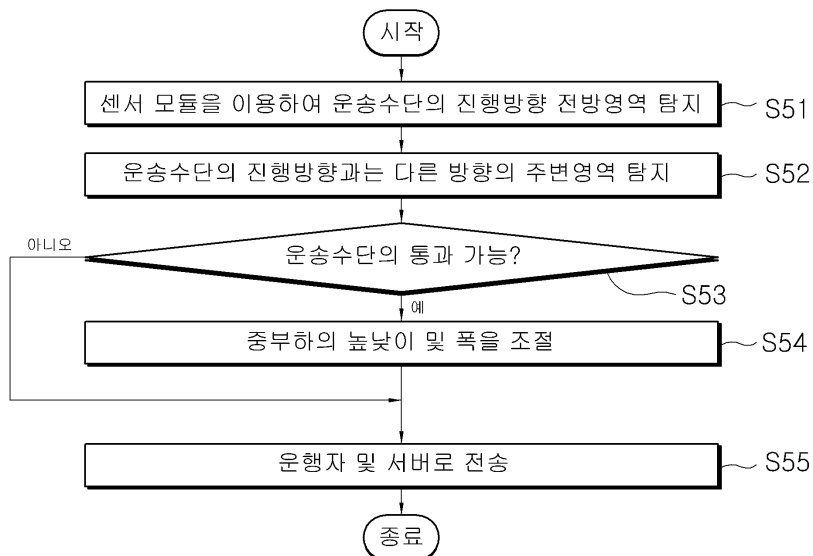 시작
센서 모듈을 이용하여 운송수단의 진행방향 전방영역 탐지
S51
운송수단의 진행방향과는 다른 방향의 주변영역 탐지
S52
아니오
운송수단의 통과 가능?
S53
예
중부하의 높낮이 및 폭을 조절
S54
운행자 및 서버로 전송
S55
종료